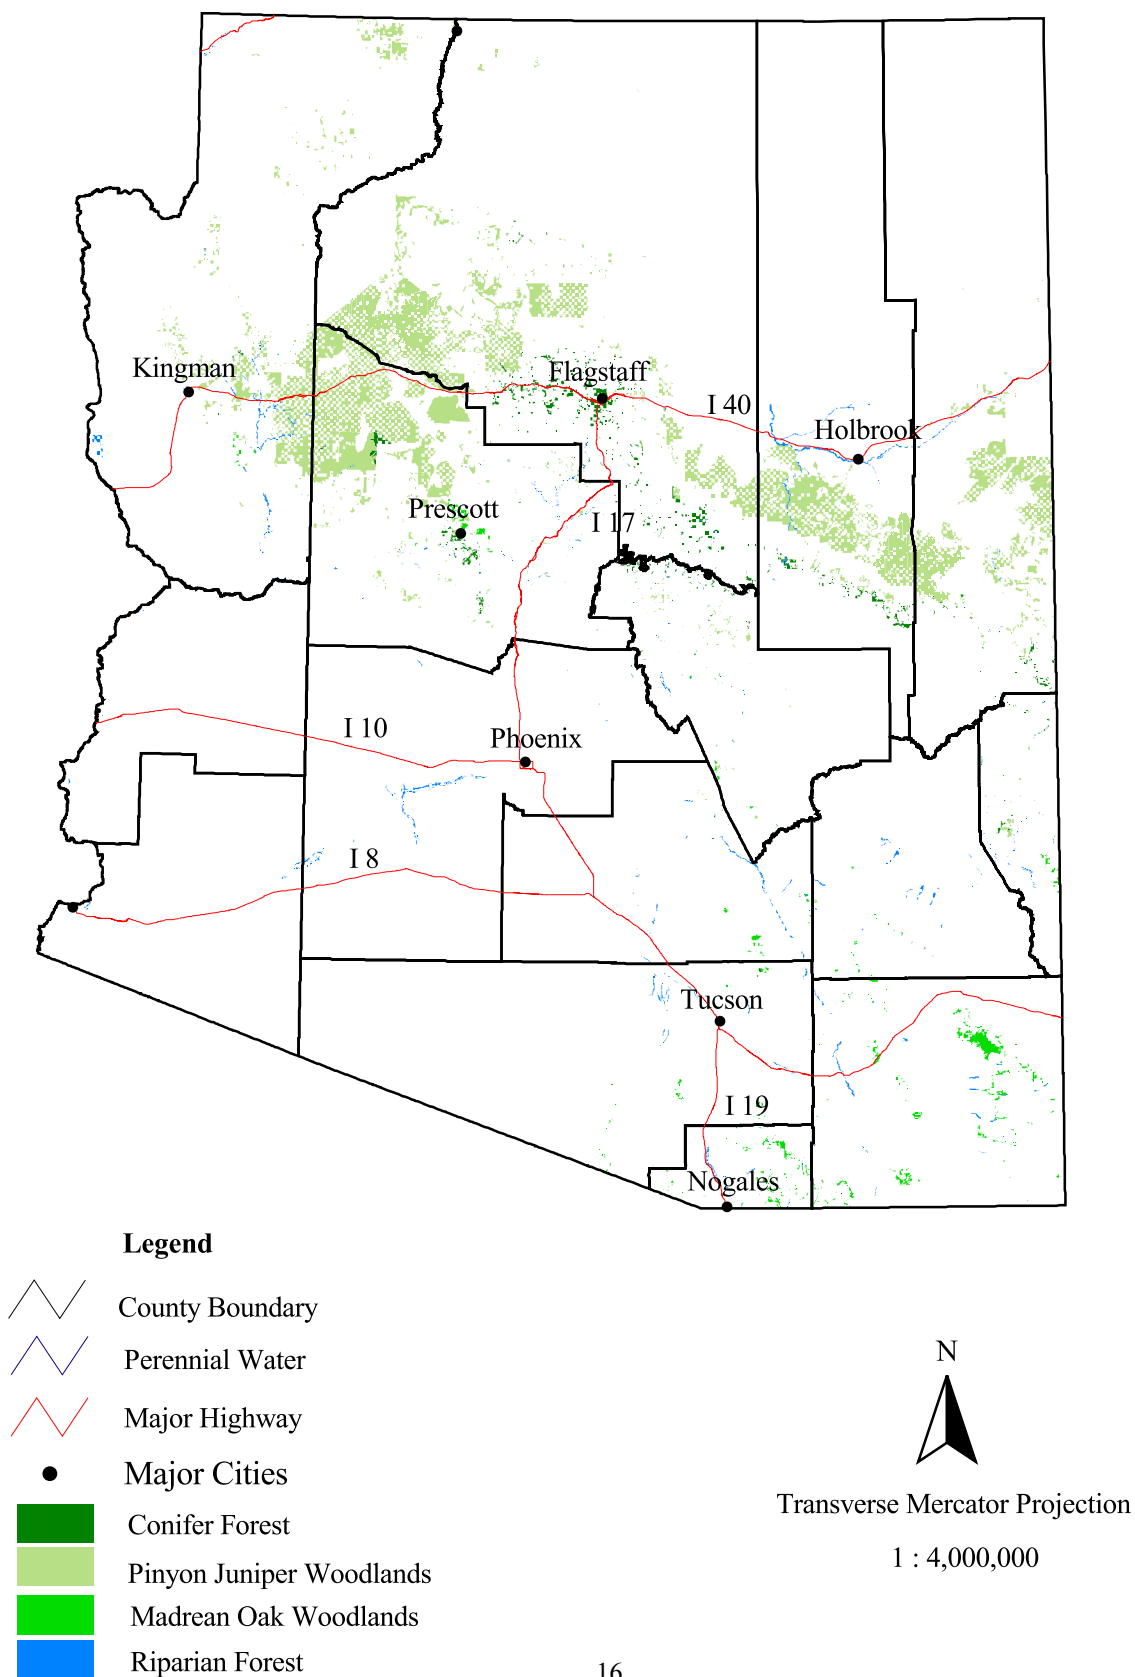 Kingman
Flagstaff
I 40
Holbrook
Prescott
I 17
I 10
Phoenix
I 8
Tucson
I 19
Nogales
Legend
County Boundary
Perennial Water
Major Highway
Major Cities
Conifer Forest
Pinyon Juniper Woodlands
Madrean Oak Woodlands
Riparian Forest
N
Transverse Mercator Projection
1 : 4,000,000
16